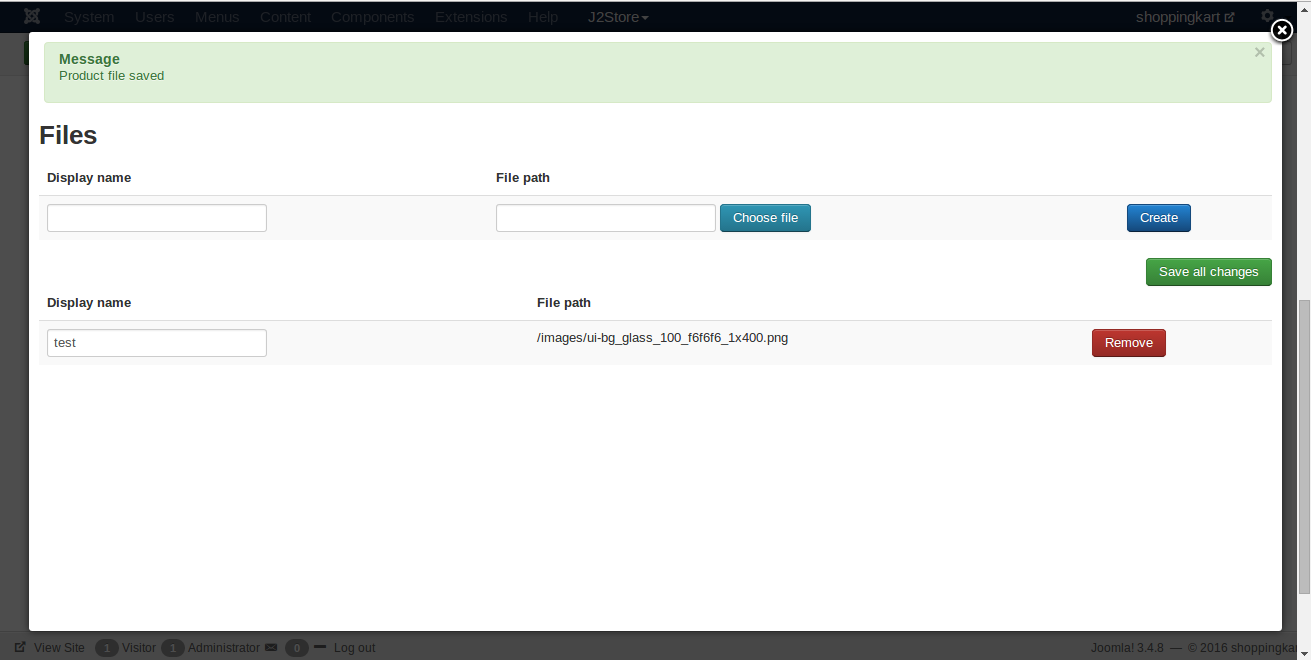 System Users Menus Content Components Extensions Help J2Store shoppingkart
Message ×
Product file saved
Files
Display name File path
Choose file Create
Save all changes
Display name File path
test /images/ui-bg_glass_100_f6f6f6_1x400.png Remove
View Site 1 Visitor 1 Administrator 0 Log out Joomla! 3.4.8 — © 2016 shoppingka